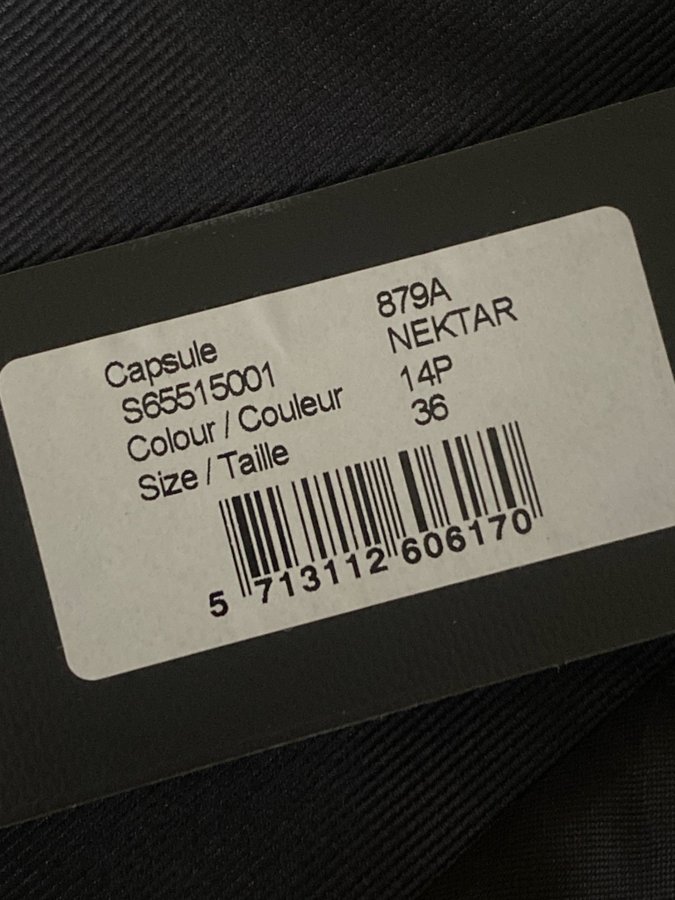 Capsule 879A
S65515001 NEKTAR
Colour / Couleur 14P
Size / Taille 36
5 713112 606170